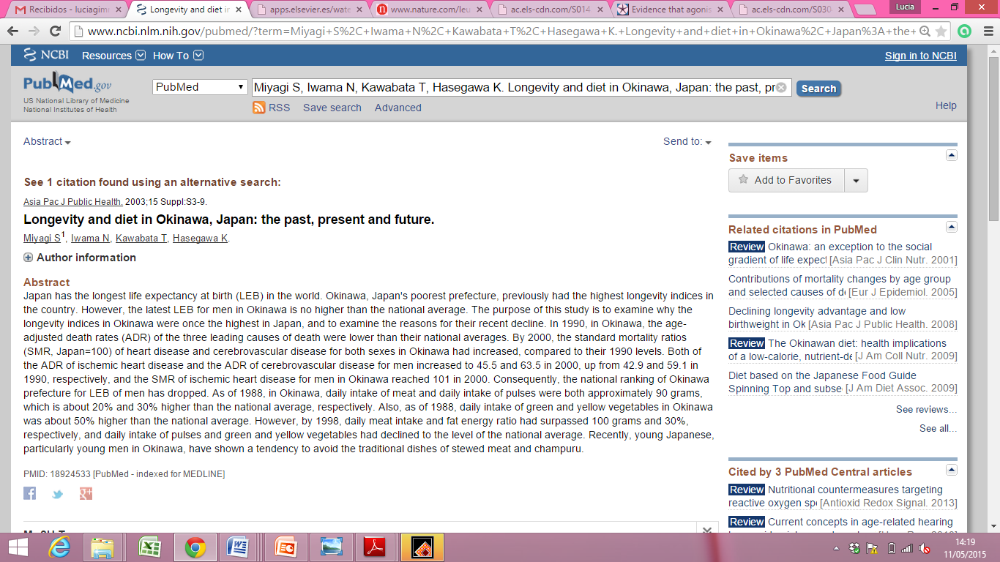 Recibidos - luciagim
Longevity and diet in
apps.elsevier.es/wate
www.nature.com/leu
ac.els-cdn.com/S014
Evidence that agonis
ac.els-cdn.com/S030
Lucia
www.ncbi.nlm.nih.gov/pubmed/?term=Miyagi+S%2C+Iwama+N%2C+Kawabata+T%2C+Hasegawa+K.+Longevity+and+diet+in+Okinawa%2C+Japan%3A+the+
NCBI Resources How To Sign in to NCBI
PubMed.gov
US National Library of Medicine
National Institutes of Health
PubMed
Miyagi S, Iwama N, Kawabata T, Hasegawa K. Longevity and diet in Okinawa, Japan: the past, pr
Search
RSS Save search Advanced
Help
Abstract
Send to:
See 1 citation found using an alternative search:
Asia Pac J Public Health. 2003;15 Suppl:S3-9.
Longevity and diet in Okinawa, Japan: the past, present and future.
Miyagi S1, Iwama N, Kawabata T, Hasegawa K.
Author information
Abstract
Japan has the longest life expectancy at birth (LEB) in the world. Okinawa, Japan's poorest prefecture, previously had the highest longevity indices in
the country. However, the latest LEB for men in Okinawa is no higher than the national average. The purpose of this study is to examine why the
longevity indices in Okinawa were once the highest in Japan, and to examine the reasons for their recent decline. In 1990, in Okinawa, the age-
adjusted death rates (ADR) of the three leading causes of death were lower than their national averages. By 2000, the standard mortality ratios
(SMR, Japan=100) of heart disease and cerebrovascular disease for both sexes in Okinawa had increased, compared to their 1990 levels. Both of
the ADR of ischemic heart disease and the ADR of cerebrovascular disease for men increased to 45.5 and 63.5 in 2000, up from 42.9 and 59.1 in
1990, respectively, and the SMR of ischemic heart disease for men in Okinawa reached 101 in 2000. Consequently, the national ranking of Okinawa
prefecture for LEB of men has dropped. As of 1988, in Okinawa, daily intake of meat and daily intake of pulses were both approximately 90 grams,
which is about 20% and 30% higher than the national average, respectively. Also, as of 1988, daily intake of green and yellow vegetables in Okinawa
was about 50% higher than the national average. However, by 1998, daily meat intake and fat energy ratio had surpassed 100 grams and 30%,
respectively, and daily intake of pulses and green and yellow vegetables had declined to the level of the national average. Recently, young Japanese,
particularly young men in Okinawa, have shown a tendency to avoid the traditional dishes of stewed meat and champuru.
PMID: 18924533 [PubMed - indexed for MEDLINE]
Save items
Add to Favorites
Related citations in PubMed
Review Okinawa: an exception to the social
gradient of life expect [Asia Pac J Clin Nutr. 2001]
Contributions of mortality changes by age group
and selected causes of de [Eur J Epidemiol. 2005]
Declining longevity advantage and low
birthweight in Ok [Asia Pac J Public Health. 2008]
Review The Okinawan diet: health implications
of a low-calorie, nutrient-de [J Am Coll Nutr. 2009]
Diet based on the Japanese Food Guide
Spinning Top and subse [J Am Diet Assoc. 2009]
See reviews...
See all...
Cited by 3 PubMed Central articles
Review Nutritional countermeasures targeting
reactive oxygen spe [Antioxid Redox Signal. 2013]
Review Current concepts in age-related hearing
14:19
11/05/2015